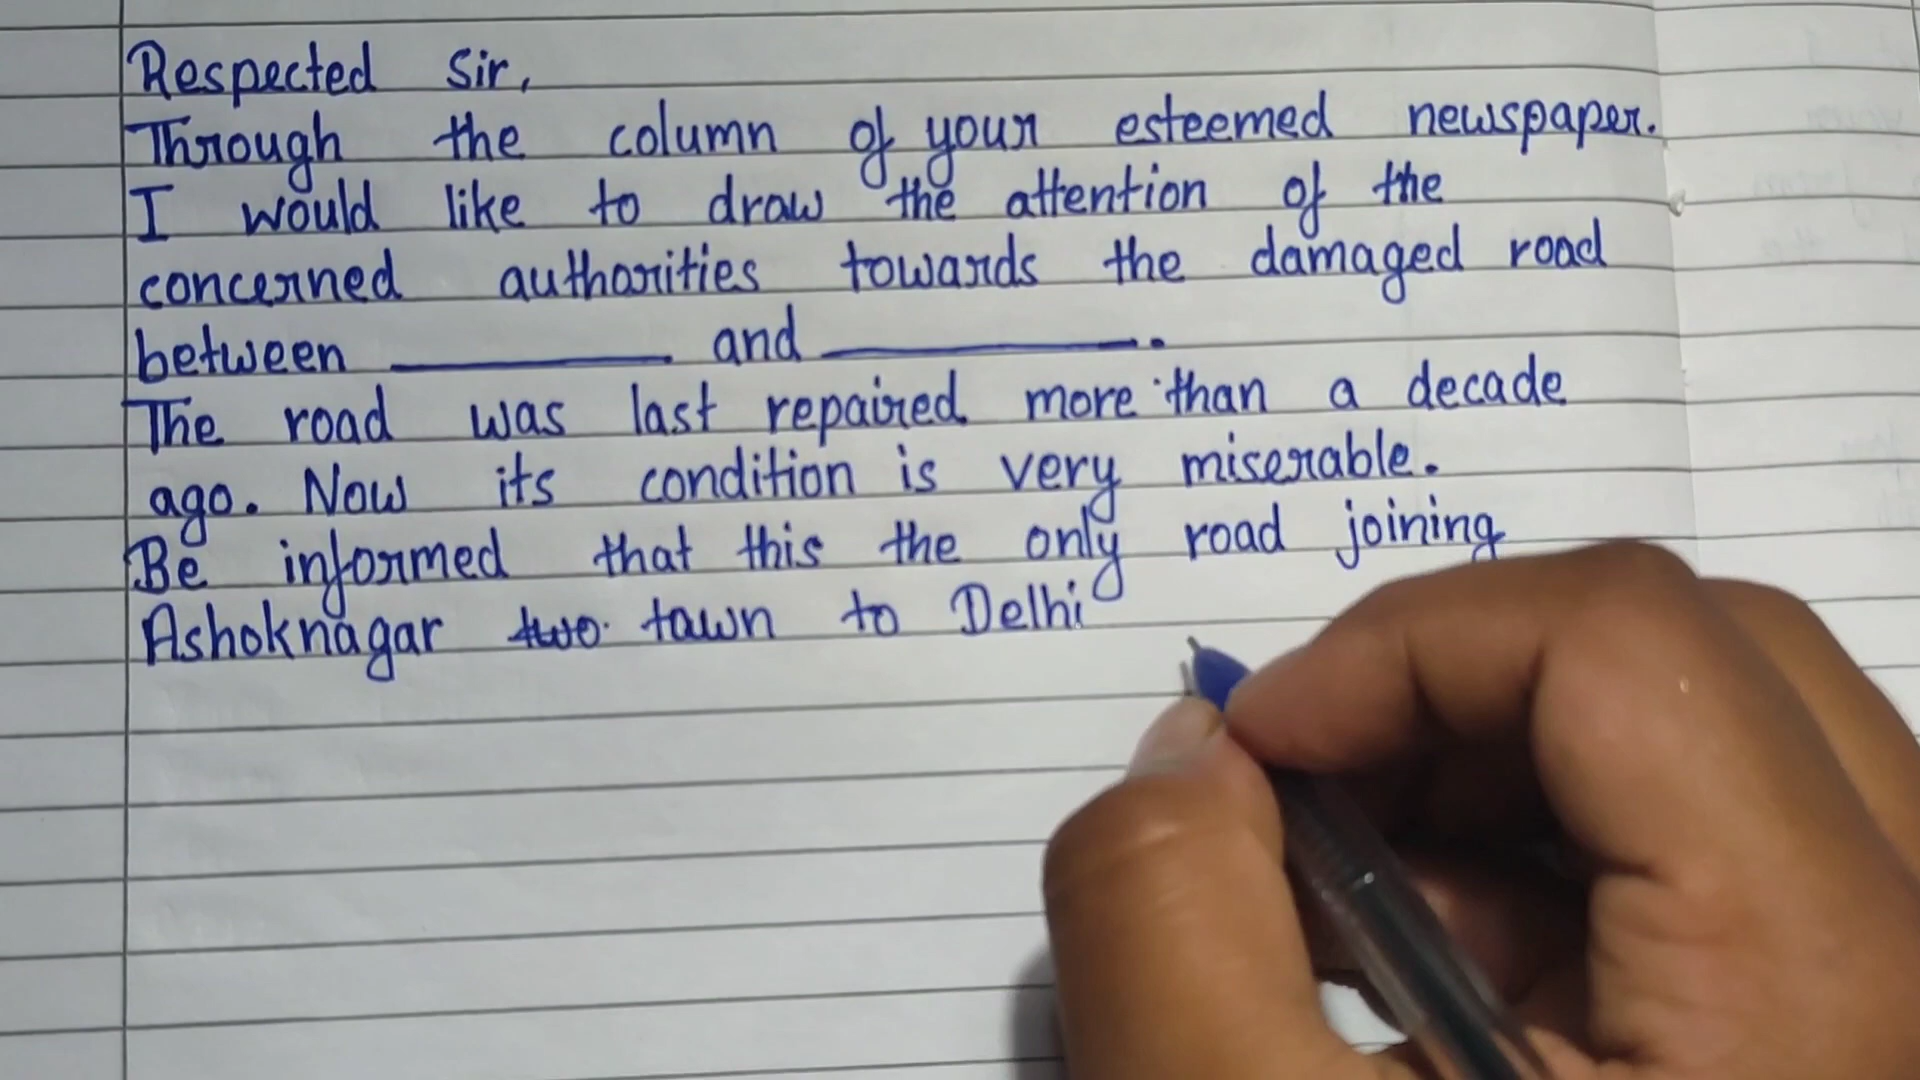 Respected Sir,
Through the column of your esteemed newspaper.
I would like to draw the attention of the
concerned authorities towards the damaged road
between ________ and ________.
The road was last repaired more than a decade
ago. Now its condition is very miserable.
Be informed that this the only road joining
Ashoknagar two town to Delhi